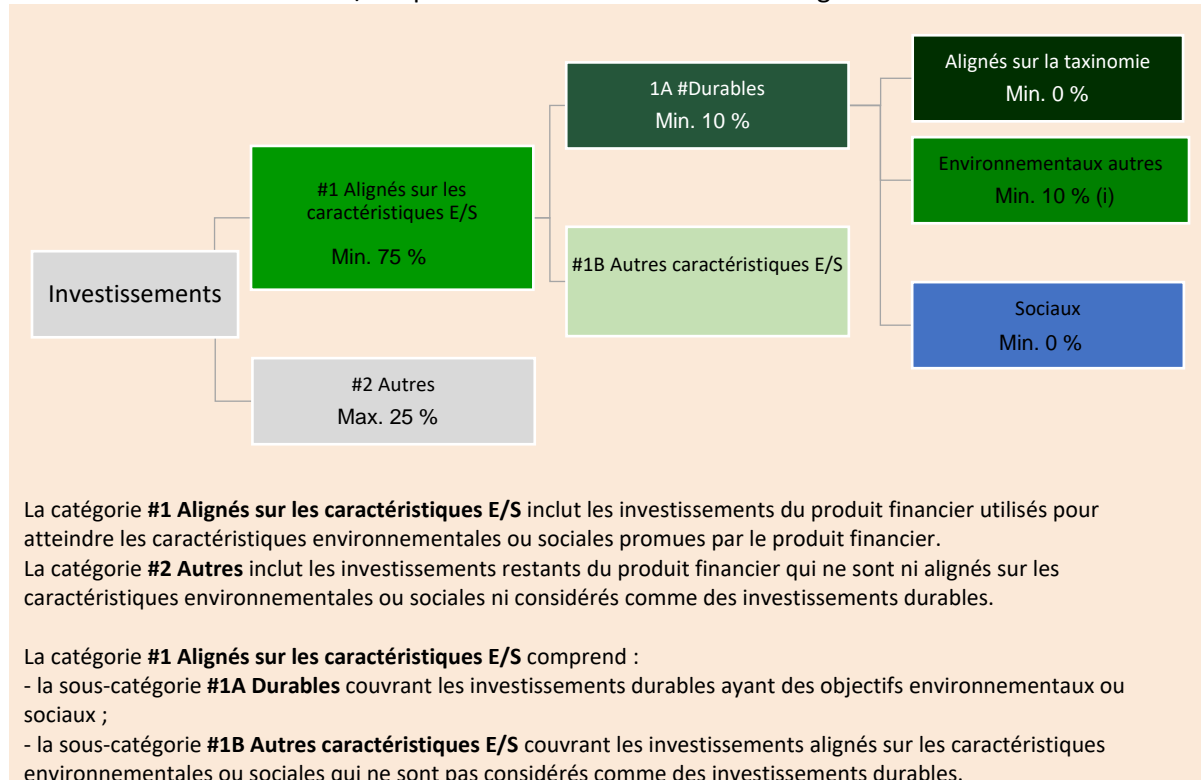 Alignés sur la taxinomie
Min. 0 %
1A #Durables
Min. 10 %
Environnementaux autres
Min. 10 % (i)
#1 Alignés sur les
caractéristiques E/S
Min. 75 %
#1B Autres caractéristiques E/S
Investissements
Sociaux
Min. 0 %
#2 Autres
Max. 25 %
La catégorie #1 Alignés sur les caractéristiques E/S inclut les investissements du produit financier utilisés pour
atteindre les caractéristiques environnementales ou sociales promues par le produit financier.
La catégorie #2 Autres inclut les investissements restants du produit financier qui ne sont ni alignés sur les
caractéristiques environnementales ou sociales ni considérés comme des investissements durables.
La catégorie #1 Alignés sur les caractéristiques E/S comprend :
- la sous-catégorie #1A Durables couvrant les investissements durables ayant des objectifs environnementaux ou
sociaux ;
- la sous-catégorie #1B Autres caractéristiques E/S couvrant les investissements alignés sur les caractéristiques
environnementales ou sociales qui ne sont pas considérés comme des investissements durables.